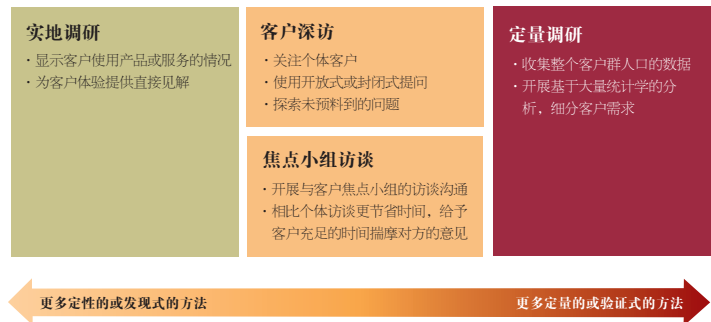 实地调研
·显示客户使用产品或服务的情况
·为客户体验提供直接见解
客户深访
·关注个体客户
·使用开放式或封闭式提问
·探索未预料到的问题
焦点小组访谈
·开展与客户焦点小组的访谈沟通
·相比个体访谈更节省时间，给予
客户充足的时间揣摩对方的意见
定量调研
·收集整个客户群人口的数据
·开展基于大量统计学的分
析，细分客户需求
更多定性的或发现式的方法
更多定量的或验证式的方法